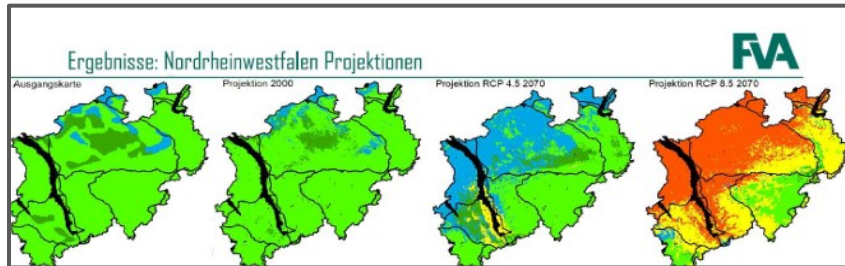 Ergebnisse: Nordrheinwestfalen Projektionen
FVA
Ausgangskarte
Projektion 2000
Projektion RCP 4.5 2070
Projektion RCP 8.5 2070